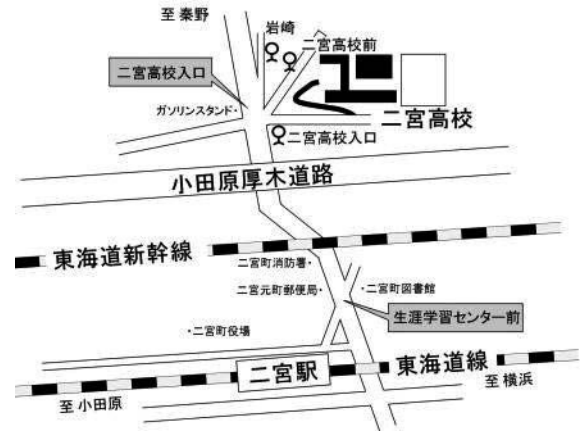 至 秦野
岩崎
二宮高校前
二宮高校入口
ガソリンスタンド
二宮高校
二宮高校入口
小田原厚木道路
東海道新幹線
二宮町消防署
二宮元町郵便局
二宮町図書館
生涯学習センター前
二宮町役場
二宮駅
東海道線
至 横浜
至 小田原